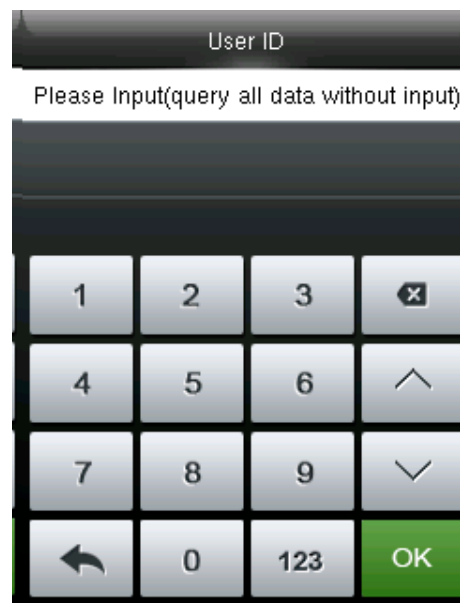 User ID
Please Input(query all data without input)
1 2 3
4 5 6
7 8 9
0 123 OK